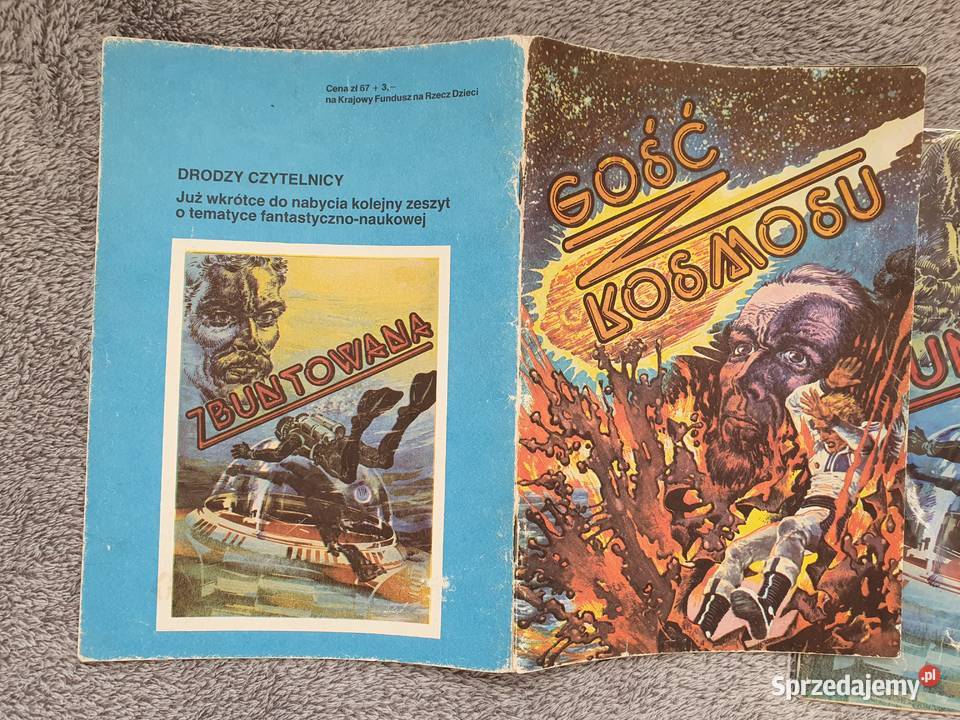 Cena zł 67 + 3,–
na Krajowy Fundusz na Rzecz Dzieci
DRODZY CZYTELNICY
Już wkrótce do nabycia kolejny zeszyt
o tematyce fantastyczno-naukowej
ZBUNTOWANA
GOŚĆ
Z
KOSMOSU
Sprzedajemy.pl